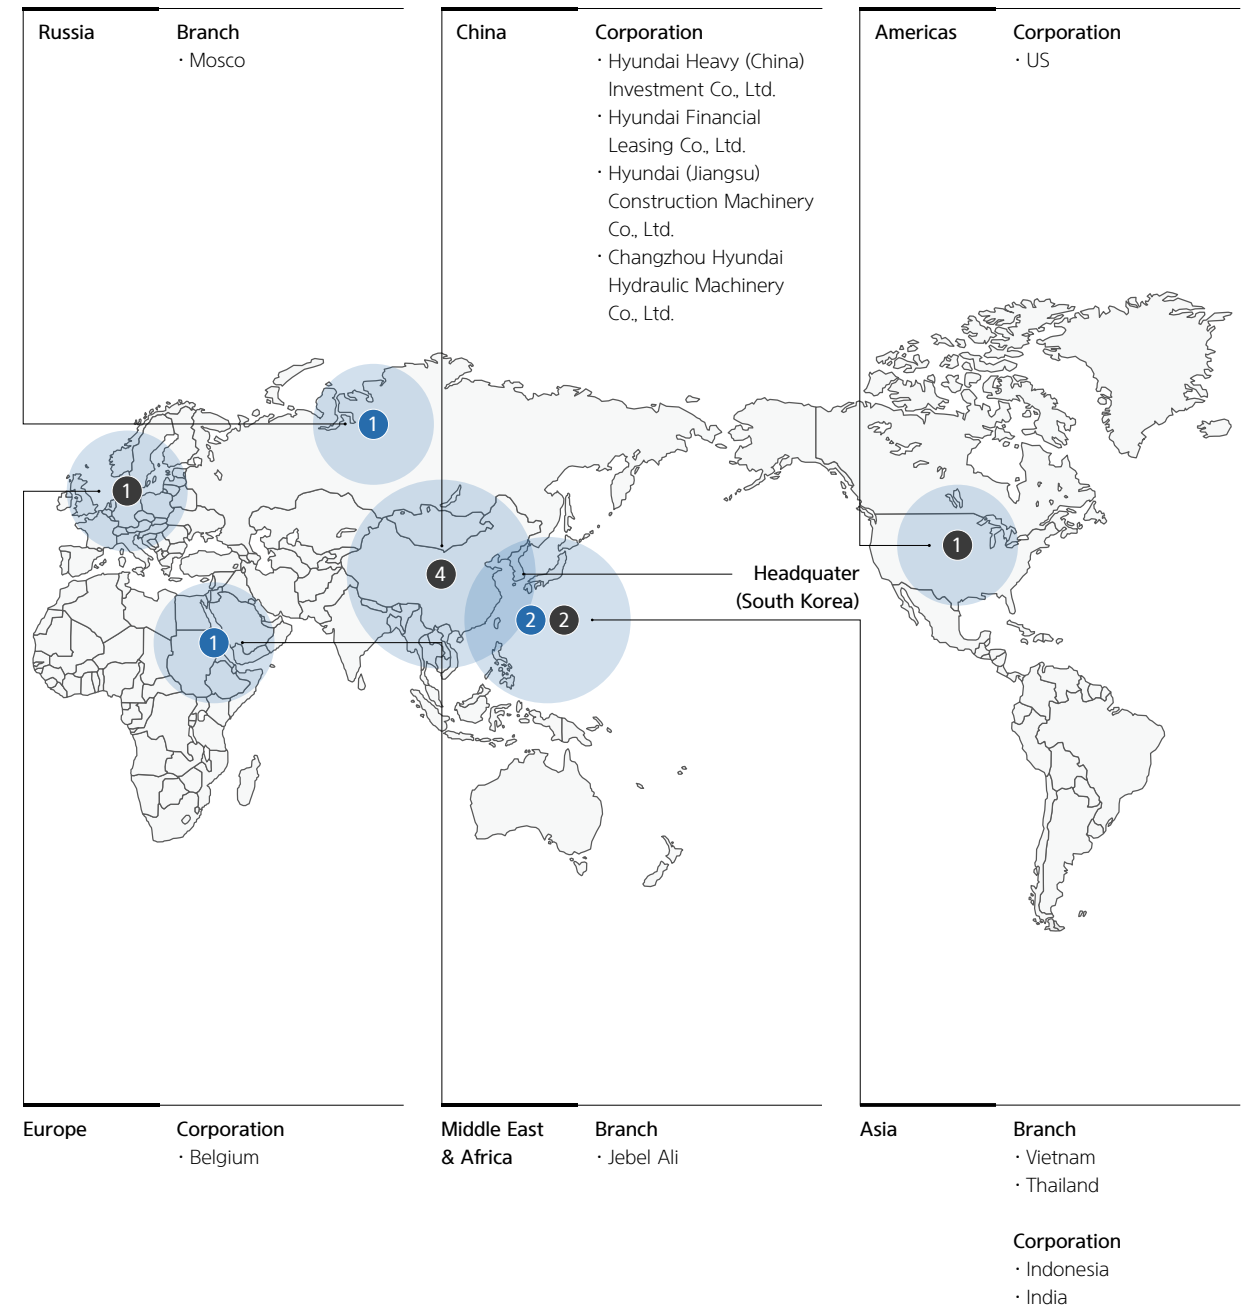 Russia
Branch
· Mosco
China
Corporation
· Hyundai Heavy (China)
Investment Co., Ltd.
· Hyundai Financial
Leasing Co., Ltd.
· Hyundai (Jiangsu)
Construction Machinery
Co., Ltd.
· Changzhou Hyundai
Hydraulic Machinery
Co., Ltd.
Americas
Corporation
· US
1
1
1
4
Headquater
(South Korea)
2 2
1
Europe
Corporation
· Belgium
Middle East
& Africa
Branch
· Jebel Ali
Asia
Branch
· Vietnam
· Thailand
Corporation
· Indonesia
· India